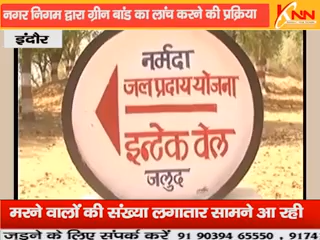 नगर निगम द्वारा ग्रीन बांड का लांच करने की प्रक्रिया
KNN
इंदौर
नर्मदा
जल प्रदाय योजना
इन्टेक वेल
जलुद
मरने वालों की संख्या लगातार सामने आ रही
जुड़ने के लिए संपर्क करें 91 90394 65550 , 9174